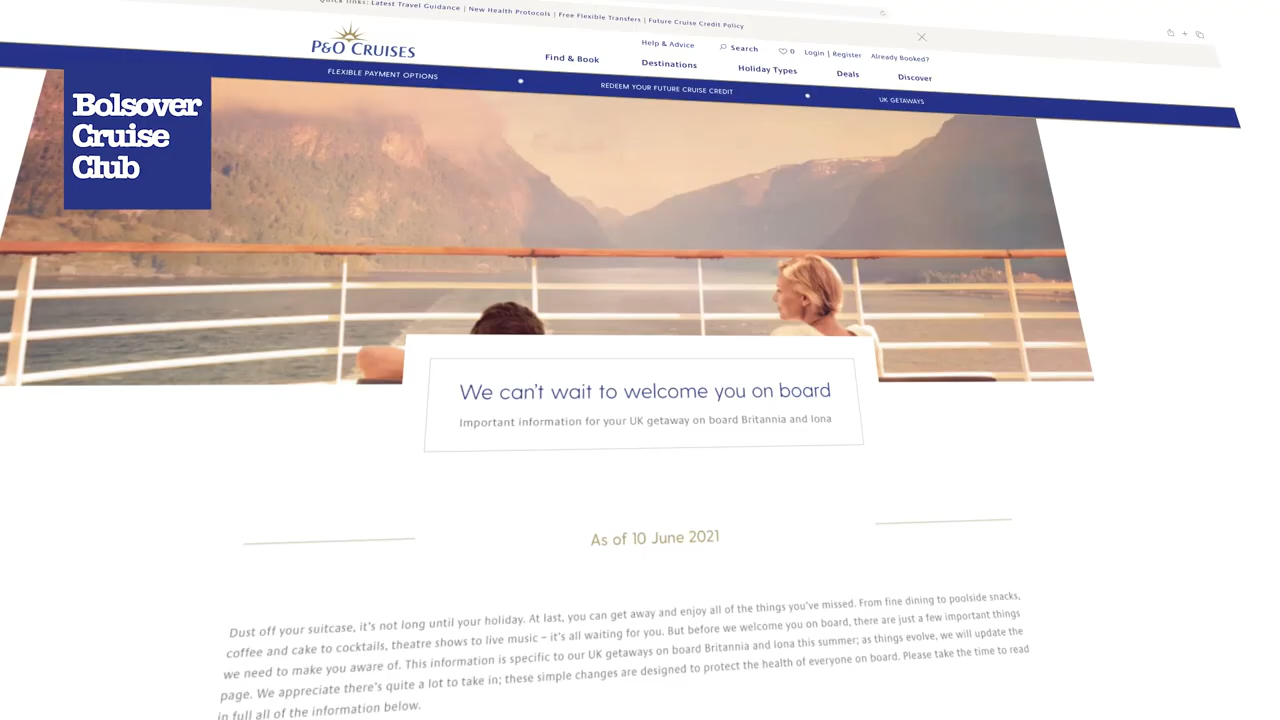 Quick links: Latest Travel Guidance | New Health Protocols | Free Flexible Transfers | Future Cruise Credit Policy
P&O CRUISES
Help & Advice
Search
0
Login | Register
Already Booked?
Find & Book
Destinations
Holiday Types
Deals
Discover
FLEXIBLE PAYMENT OPTIONS
REDEEM YOUR FUTURE CRUISE CREDIT
UK GETAWAYS
Bolsover
Cruise
Club
We can't wait to welcome you on board
Important information for your UK getaway on board Britannia and Iona
As of 10 June 2021
Dust off your suitcase, it's not long until your holiday. At last, you can get away and enjoy all of the things you've missed. From fine dining to poolside snacks,
coffee and cake to cocktails, theatre shows to live music – it's all waiting for you. But before we welcome you on board, there are just a few important things
we need to make you aware of. This information is specific to our UK getaways on board Britannia and Iona this summer; as things evolve, we will update the
page. We appreciate there's quite a lot to take in; these simple changes are designed to protect the health of everyone on board. Please take the time to read
in full all of the information below.